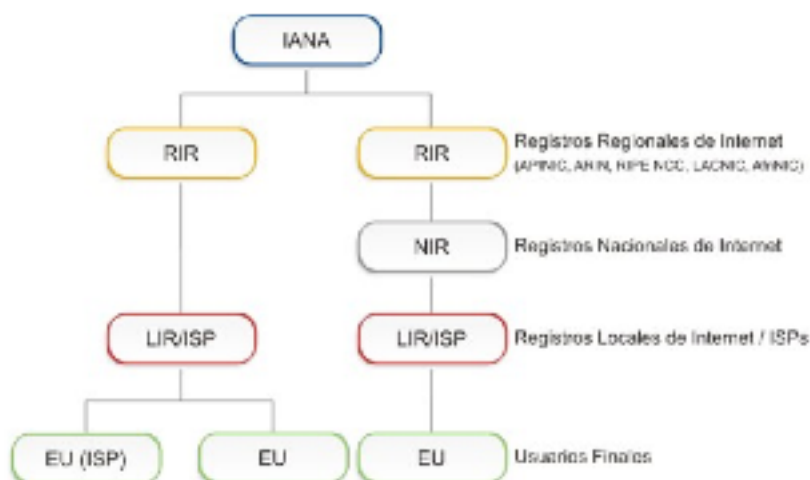 IANA
RIR
RIR
Registros Regionales de Internet
(APNIC, ARIN, RIPE NCC, LACNIC, AfriNIC)
NIR
Registros Nacionales de Internet
LIR/ISP
LIR/ISP
Registros Locales de Internet / ISPs
EU (ISP)
EU
EU
Usuarios Finales